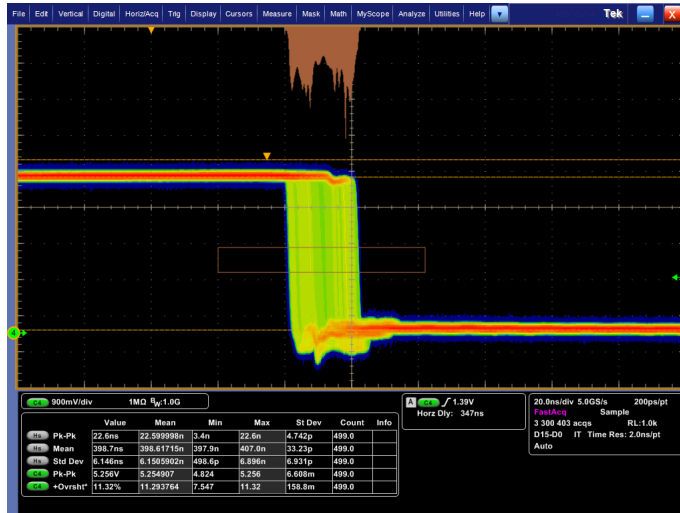 File Edit Vertical Digital Horiz/Acq Trig Display Cursors Measure Mask Math MyScope Analyze Utilities Help Tek X
4
C4 900mV/div 1MΩ BW:1.0G
A C4 1.39V
Horz Dly: 347ns
20.0ns/div 5.0GS/s 200ps/pt
FastAcq Sample
3 300 403 acqs RL:1.0k
D15-D0 IT Time Res: 2.0ns/pt
Auto
Value Mean Min Max St Dev Count Info
Hs Pk-Pk 22.6ns 22.599998n 3.4n 22.6n 4.742p 499.0
Hs Mean 398.7ns 398.61715n 397.9n 407.0n 33.23p 499.0
Hs Std Dev 6.146ns 6.1505902n 498.6p 6.896n 6.931p 499.0
C4 Pk-Pk 5.256V 5.254907 4.824 5.256 6.608m 499.0
C4 +Ovrsht* 11.32% 11.293764 7.547 11.32 158.8m 499.0